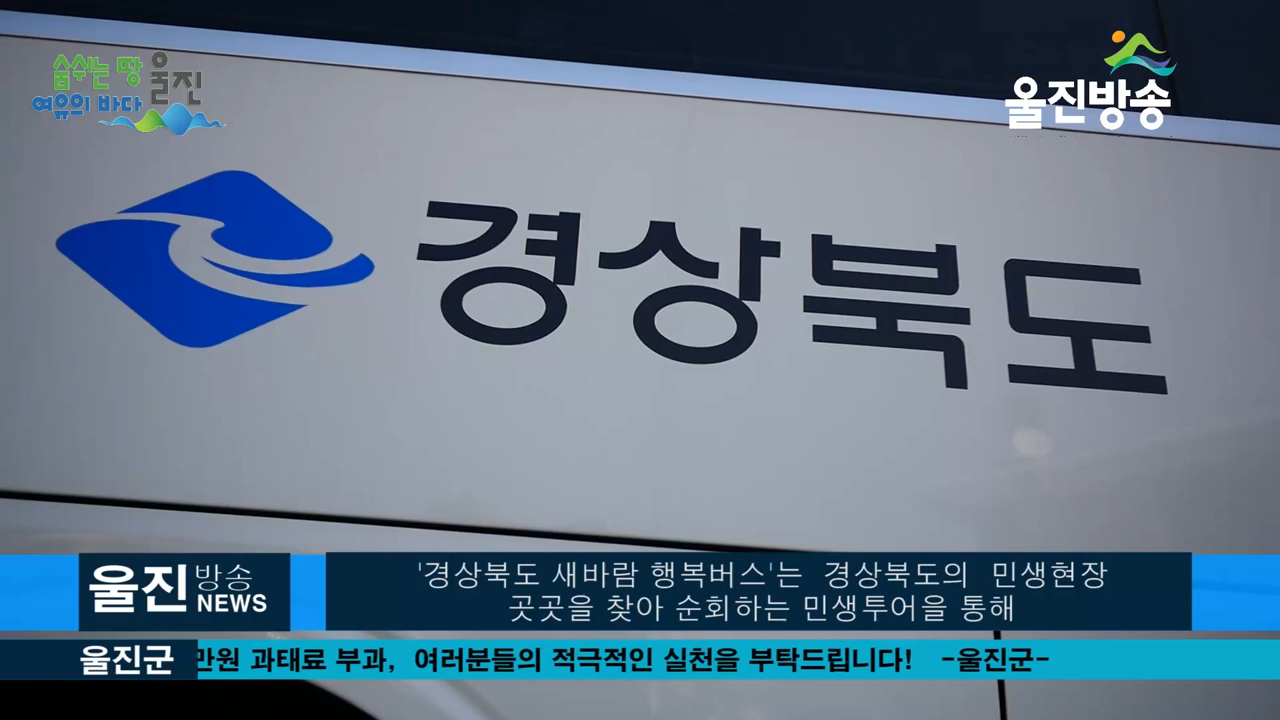 숨쉬는 땅 울진
여유의 바다
울진방송
경상북도
울진 방송 NEWS
'경상북도 새바람 행복버스'는 경상북도의 민생현장
곳곳을 찾아 순회하는 민생투어을 통해
울진군 만원 과태료 부과, 여러분들의 적극적인 실천을 부탁드립니다! -울진군-